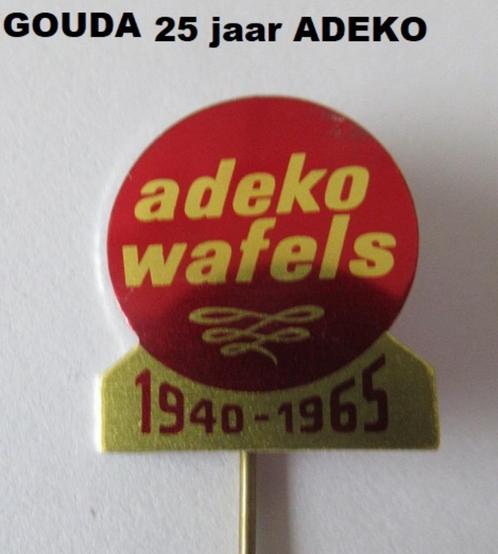 GOUDA 25 jaar ADEKO
adeko
wafels
1940-1965